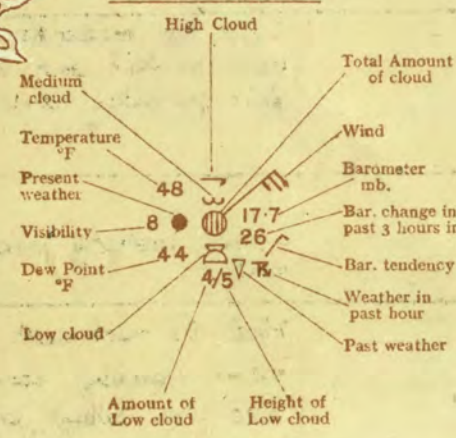 High Cloud
Total Amount
of cloud
Medium
cloud
Wind
Temperature
°F
Barometer
mb.
Present
weather
48
8
17·7
Bar. change in
past 3 hours in
26
Visibility
Dew Point
°F
44
Bar. tendency
4/5
Weather in
past hour
Low cloud
Past weather
Amount of
Low cloud
Height of
Low cloud